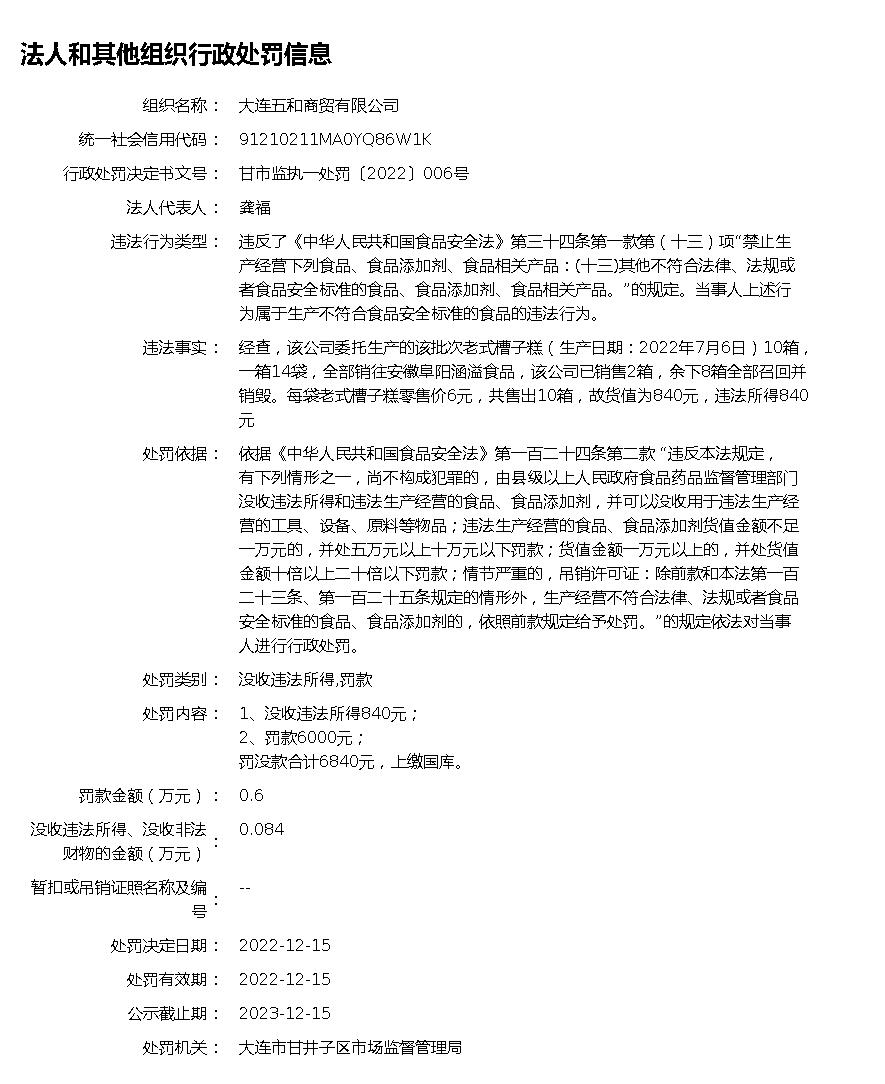 法人和其他组织行政处罚信息
组织名称： 大连五和商贸有限公司
统一社会信用代码： 91210211MA0YQ86W1K
行政处罚决定书文号： 甘市监执一处罚〔2022〕006号
法人代表人： 龚福
违法行为类型： 违反了《中华人民共和国食品安全法》第三十四条第一款第（十三）项“禁止生
产经营下列食品、食品添加剂、食品相关产品：(十三)其他不符合法律、法规或
者食品安全标准的食品、食品添加剂、食品相关产品。”的规定。当事人上述行
为属于生产不符合食品安全标准的食品的违法行为。
违法事实： 经查，该公司委托生产的该批次老式槽子糕（生产日期：2022年7月6日）10箱，
一箱14袋，全部销往安徽阜阳涵溢食品，该公司已销售2箱，余下8箱全部召回并
销毁。每袋老式槽子糕零售价6元，共售出10箱，故货值为840元，违法所得840
元
处罚依据： 依据《中华人民共和国食品安全法》第一百二十四条第二款 “违反本法规定，
有下列情形之一，尚不构成犯罪的，由县级以上人民政府食品药品监督管理部门
没收违法所得和违法生产经营的食品、食品添加剂，并可以没收用于违法生产经
营的工具、设备、原料等物品；违法生产经营的食品、食品添加剂货值金额不足
一万元的，并处五万元以上十万元以下罚款；货值金额一万元以上的，并处货值
金额十倍以上二十倍以下罚款；情节严重的，吊销许可证：除前款和本法第一百
二十三条、第一百二十五条规定的情形外，生产经营不符合法律、法规或者食品
安全标准的食品、食品添加剂的，依照前款规定给予处罚。”的规定依法对当事
人进行行政处罚。
处罚类别： 没收违法所得,罚款
处罚内容： 1、没收违法所得840元；
2、罚款6000元；
罚没款合计6840元，上缴国库。
罚款金额（万元）： 0.6
没收违法所得、没收非法
财物的金额（万元）： 0.084
暂扣或吊销证照名称及编
号： --
处罚决定日期： 2022-12-15
处罚有效期： 2022-12-15
公示截止期： 2023-12-15
处罚机关： 大连市甘井子区市场监督管理局